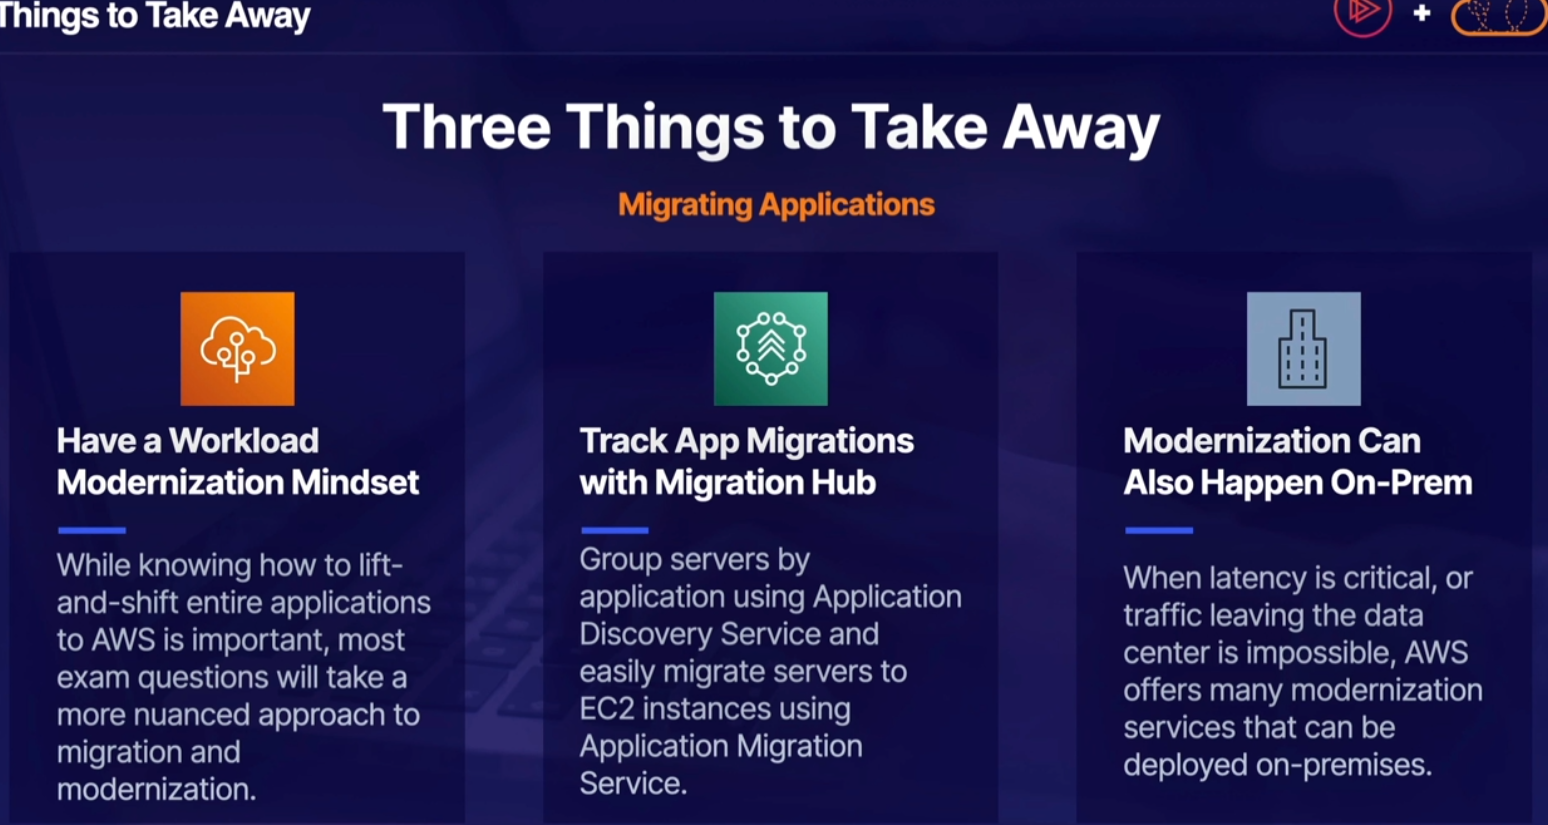 Things to Take Away
+
Three Things to Take Away
Migrating Applications
Have a Workload
Modernization Mindset
While knowing how to lift-
and-shift entire applications
to AWS is important, most
exam questions will take a
more nuanced approach to
migration and
modernization.
Track App Migrations
with Migration Hub
Group servers by
application using Application
Discovery Service and
easily migrate servers to
EC2 instances using
Application Migration
Service.
Modernization Can
Also Happen On-Prem
When latency is critical, or
traffic leaving the data
center is impossible, AWS
offers many modernization
services that can be
deployed on-premises.